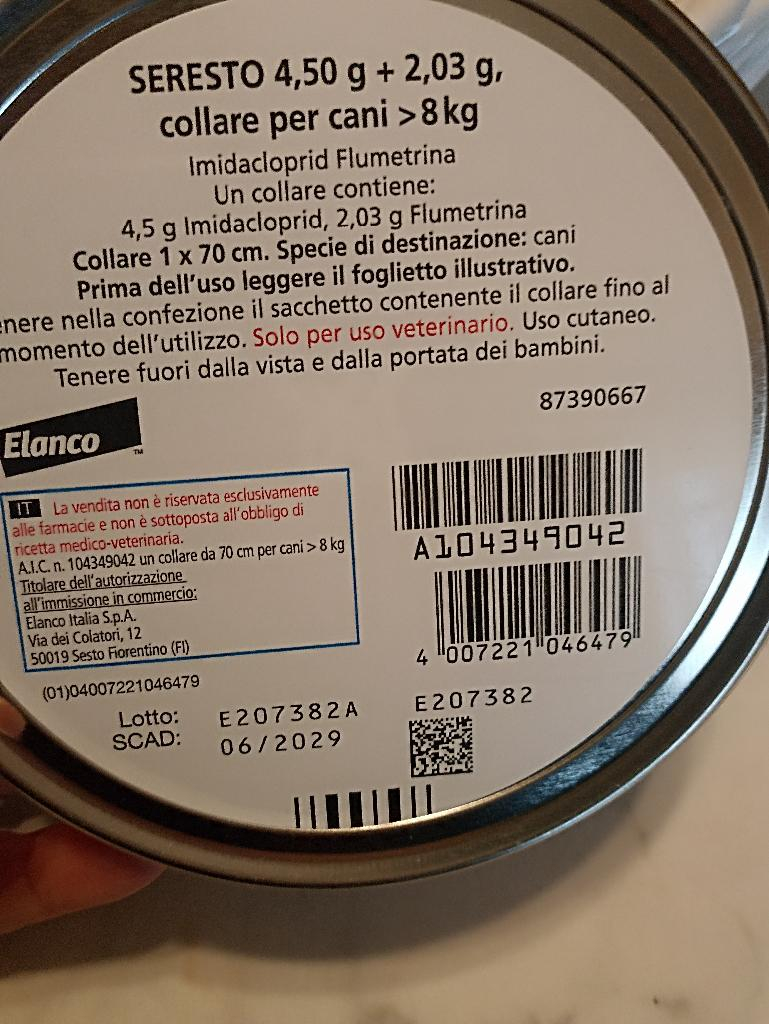 SERESTO 4,50 g + 2,03 g,
collare per cani >8kg
Imidacloprid Flumetrina
Un collare contiene:
4,5 g Imidacloprid, 2,03 g Flumetrina
Collare 1 x 70 cm. Specie di destinazione: cani
Prima dell'uso leggere il foglietto illustrativo.
nella confezione il sacchetto contenente il collare fino al
momento dell'utilizzo. Solo per uso veterinario. Uso cutaneo.
Tenere fuori dalla vista e dalla portata dei bambini.
87390667
Elanco™
IT La vendita non è riservata esclusivamente
alle farmacie e non è sottoposta all'obbligo di
ricetta medico-veterinaria.
A.I.C. n. 104349042 un collare da 70 cm per cani > 8 kg
Titolare dell'autorizzazione
all'immissione in commercio:
Elanco Italia S.p.A.
Via dei Colatori, 12
50019 Sesto Fiorentino (FI)
A104349042
4 007221 046479
(01)04007221046479
Lotto: E207382A
SCAD: 06/2029
E207382